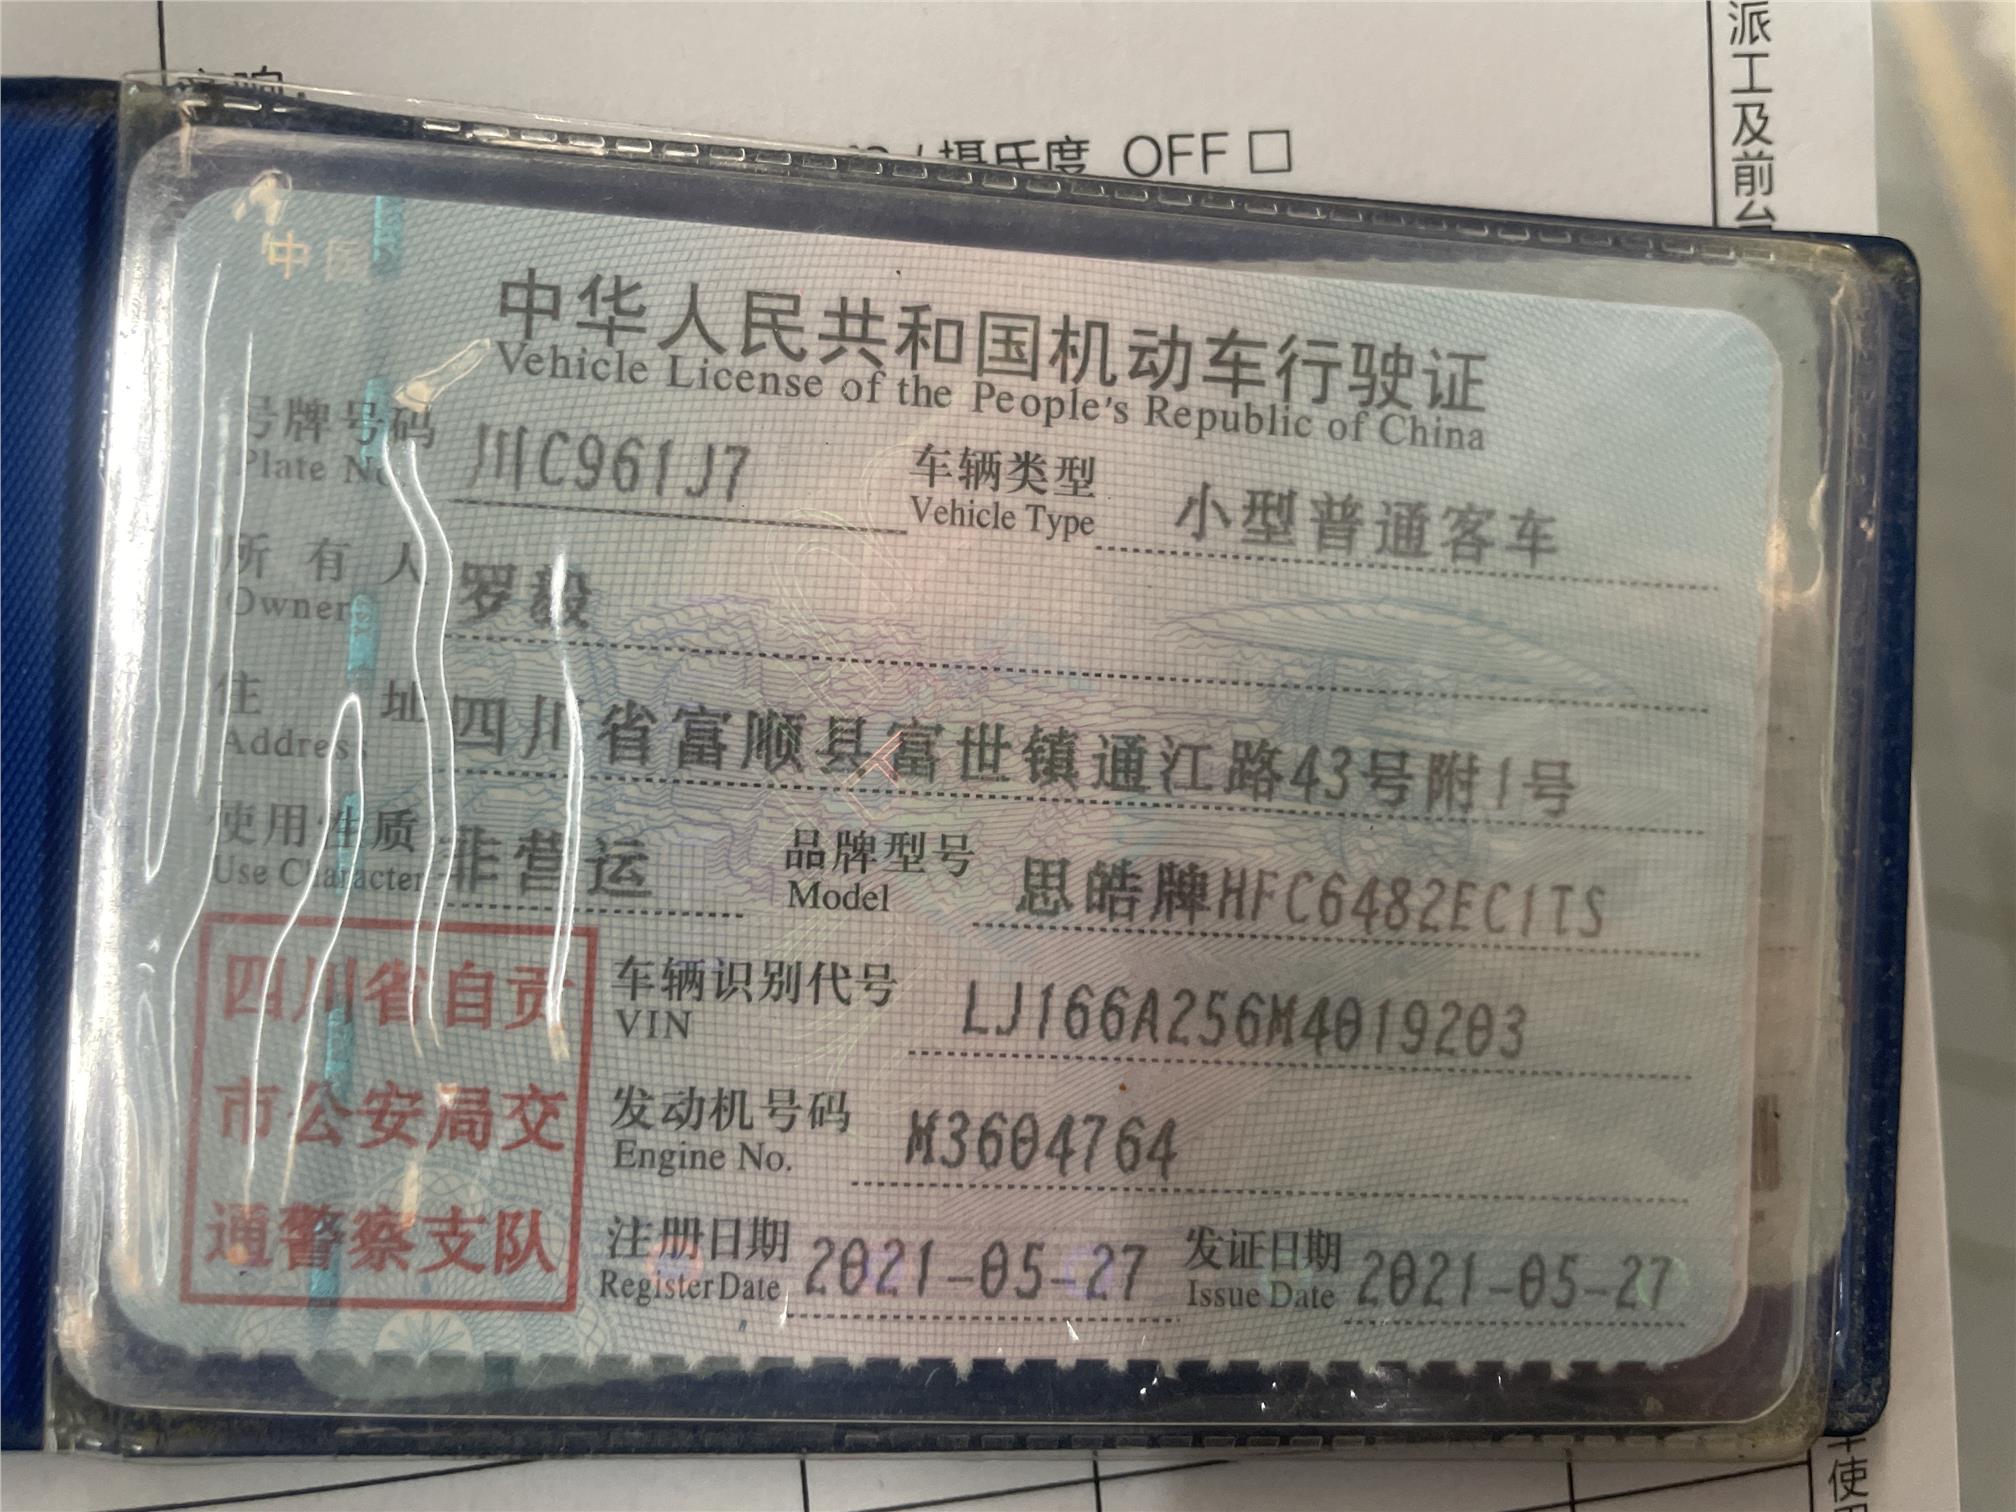 摄氏度 OFF □
派工及前台
中国
中华人民共和国机动车行驶证
Vehicle License of the People's Republic of China
号牌号码 川C961J7 车辆类型 小型普通客车
Plate No. Vehicle Type
所有人 罗毅
Owner
住址 四川省富顺县富世镇通江路43号附1号
Address
使用性质 非营运 品牌型号 思皓牌HFC6482EC1TS
Use Character Model
四川省自贡
市公安局交
通警察支队
车辆识别代号 LJ166A256M4019203
VIN
发动机号码 M3604764
Engine No.
注册日期 2021-05-27 发证日期 2021-05-27
Register Date Issue Date
使